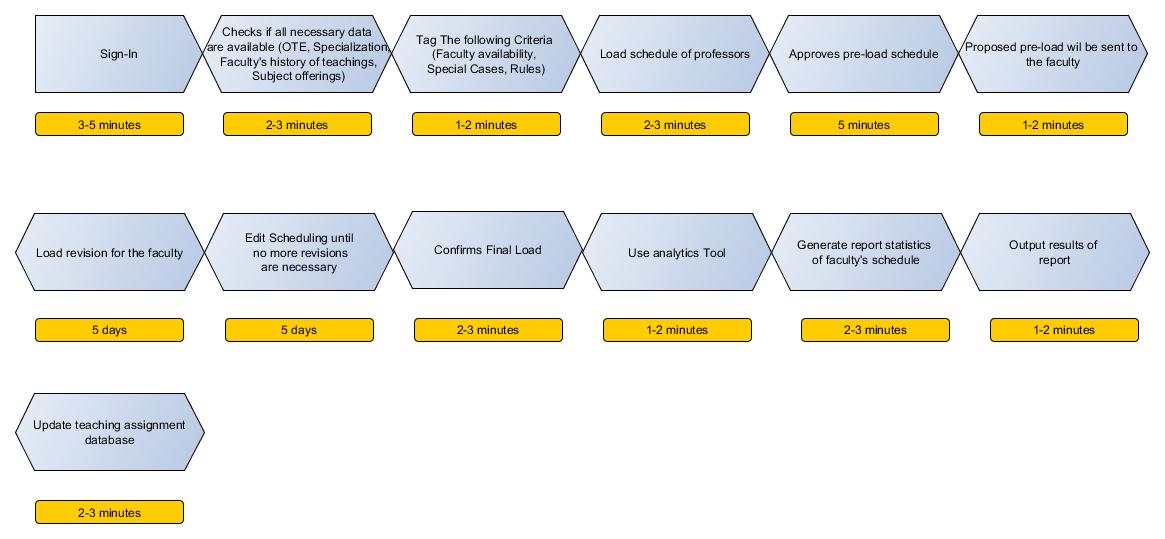 Sign-In
Checks if all necessary data
are available (OTE, Specialization,
Faculty's history of teachings,
Subject offerings)
Tag The following Criteria
(Faculty availability,
Special Cases, Rules)
Load schedule of professors
Approves pre-load schedule
Proposed pre-load wil be sent to
the faculty
3-5 minutes
2-3 minutes
1-2 minutes
2-3 minutes
5 minutes
1-2 minutes
Load revision for the faculty
Edit Scheduling until
no more revisions
are necessary
Confirms Final Load
Use analytics Tool
Generate report statistics
of faculty's schedule
Output results of
report
5 days
5 days
2-3 minutes
1-2 minutes
2-3 minutes
1-2 minutes
Update teaching assignment
database
2-3 minutes